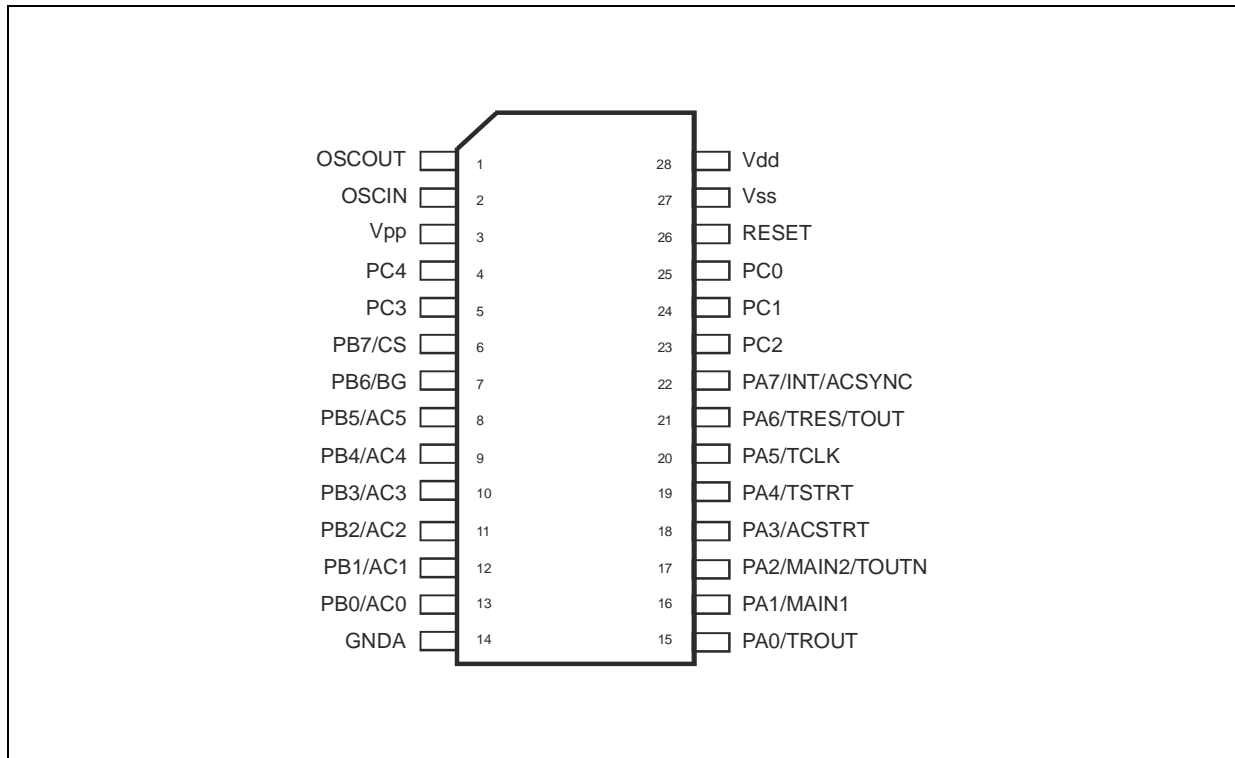 OSCOUT 1 28 Vdd
OSCIN 2 27 Vss
Vpp 3 26 RESET
PC4 4 25 PC0
PC3 5 24 PC1
PB7/CS 6 23 PC2
PB6/BG 7 22 PA7/INT/ACSYNC
PB5/AC5 8 21 PA6/TRES/TOUT
PB4/AC4 9 20 PA5/TCLK
PB3/AC3 10 19 PA4/TSTRT
PB2/AC2 11 18 PA3/ACSTRT
PB1/AC1 12 17 PA2/MAIN2/TOUTN
PB0/AC0 13 16 PA1/MAIN1
GNDA 14 15 PA0/TROUT